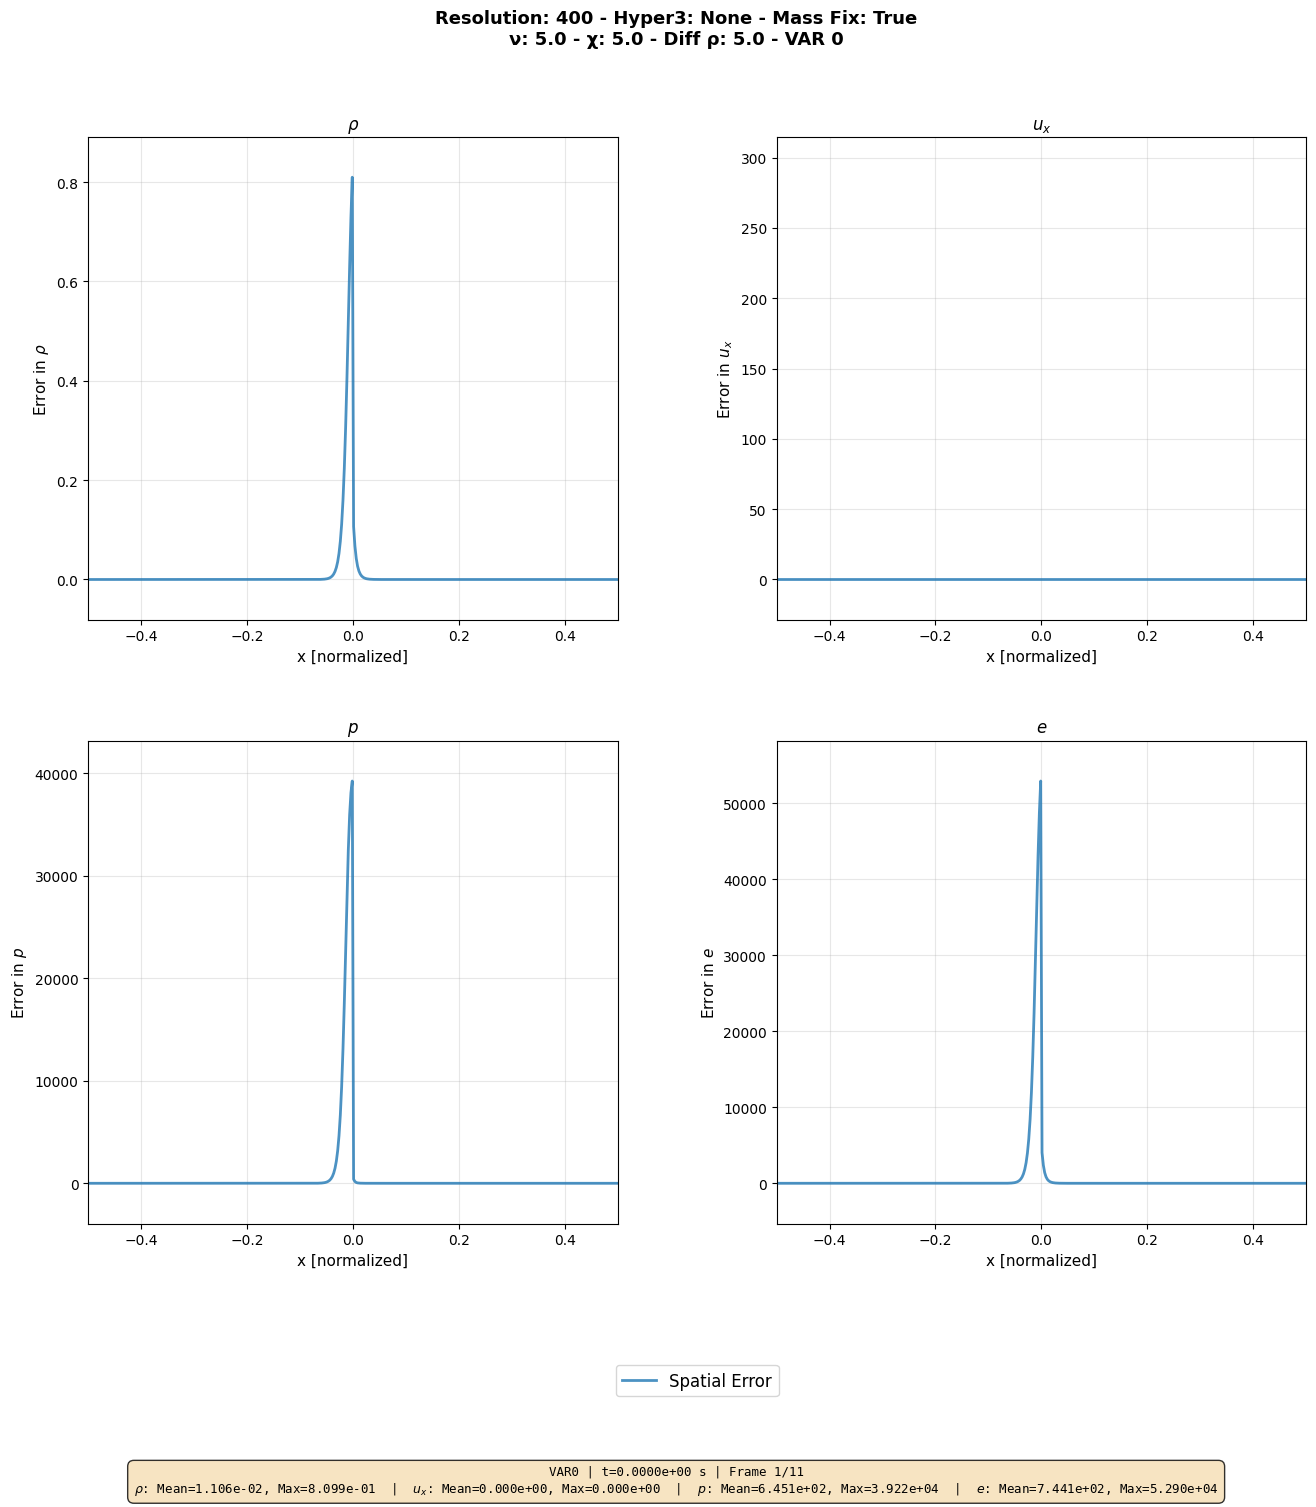 Resolution: 400 - Hyper3: None - Mass Fix: True
ν: 5.0 - χ: 5.0 - Diff ρ: 5.0 - VAR 0
ρ
0.8
0.6
0.4
0.2
0.0
Error in ρ
−0.4 −0.2 0.0 0.2 0.4
x [normalized]
u_x
300
250
200
150
100
50
0
Error in u_x
−0.4 −0.2 0.0 0.2 0.4
x [normalized]
p
40000
30000
20000
10000
0
Error in p
−0.4 −0.2 0.0 0.2 0.4
x [normalized]
e
50000
40000
30000
20000
10000
0
Error in e
−0.4 −0.2 0.0 0.2 0.4
x [normalized]
Spatial Error
VAR0 | t=0.0000e+00 s | Frame 1/11
ρ: Mean=1.106e-02, Max=8.099e-01 | u_x: Mean=0.000e+00, Max=0.000e+00 | p: Mean=6.451e+02, Max=3.922e+04 | e: Mean=7.441e+02, Max=5.290e+04